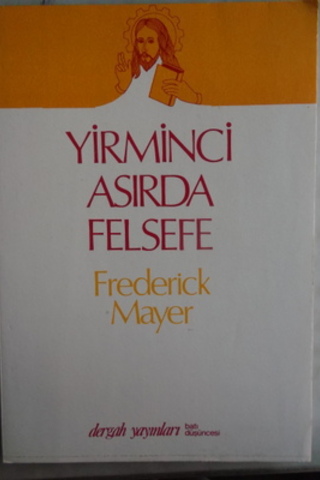 YİRMİNCİ
ASIRDA
FELSEFE
Frederick
Mayer
dergah yayınları batı
düşüncesi